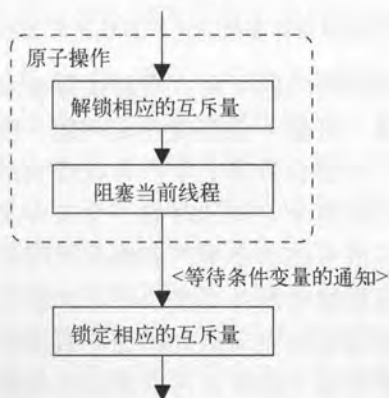 原子操作
解锁相应的互斥量
阻塞当前线程
<等待条件变量的通知>
锁定相应的互斥量